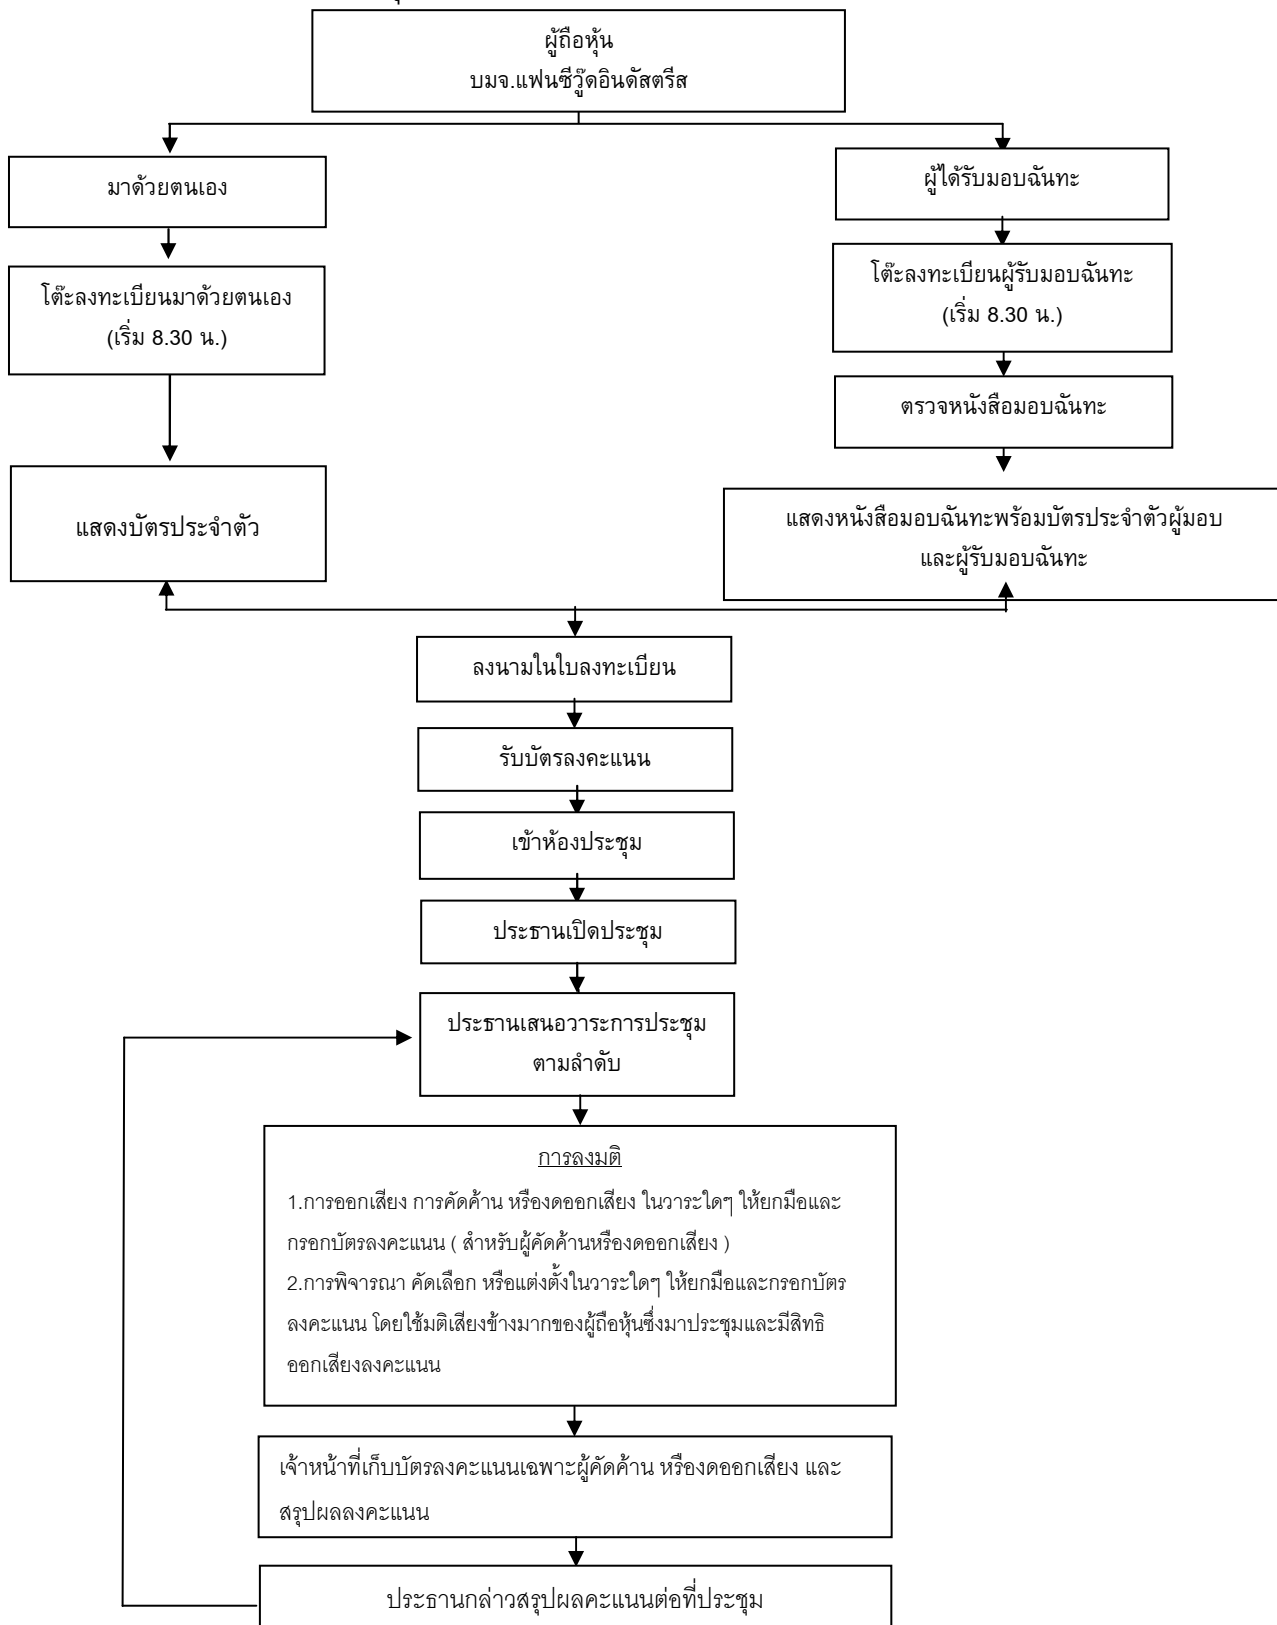 ผู้ถือหุ้น
บมจ.แฟนซีวู๊ดอินดัสตรีส
มาด้วยตนเอง
ผู้ได้รับมอบฉันทะ
โต๊ะลงทะเบียนมาด้วยตนเอง
(เริ่ม 8.30 น.)
โต๊ะลงทะเบียนผู้รับมอบฉันทะ
(เริ่ม 8.30 น.)
ตรวจหนังสือมอบฉันทะ
แสดงบัตรประจำตัว
แสดงหนังสือมอบฉันทะพร้อมบัตรประจำตัวผู้มอบ
และผู้รับมอบฉันทะ
ลงนามในใบลงทะเบียน
รับบัตรลงคะแนน
เข้าห้องประชุม
ประธานเปิดประชุม
ประธานเสนอวาระการประชุม
ตามลำดับ
การลงมติ
1.การออกเสียง การคัดค้าน หรืองดออกเสียง ในวาระใดๆ ให้ยกมือและ
กรอกบัตรลงคะแนน ( สำหรับผู้คัดค้านหรืองดออกเสียง )
2.การพิจารณา คัดเลือก หรือแต่งตั้งในวาระใดๆ ให้ยกมือและกรอกบัตร
ลงคะแนน โดยใช้มติเสียงข้างมากของผู้ถือหุ้นซึ่งมาประชุมและมีสิทธิ
ออกเสียงลงคะแนน
เจ้าหน้าที่เก็บบัตรลงคะแนนเฉพาะผู้คัดค้าน หรืองดออกเสียง และ
สรุปผลลงคะแนน
ประธานกล่าวสรุปผลคะแนนต่อที่ประชุม